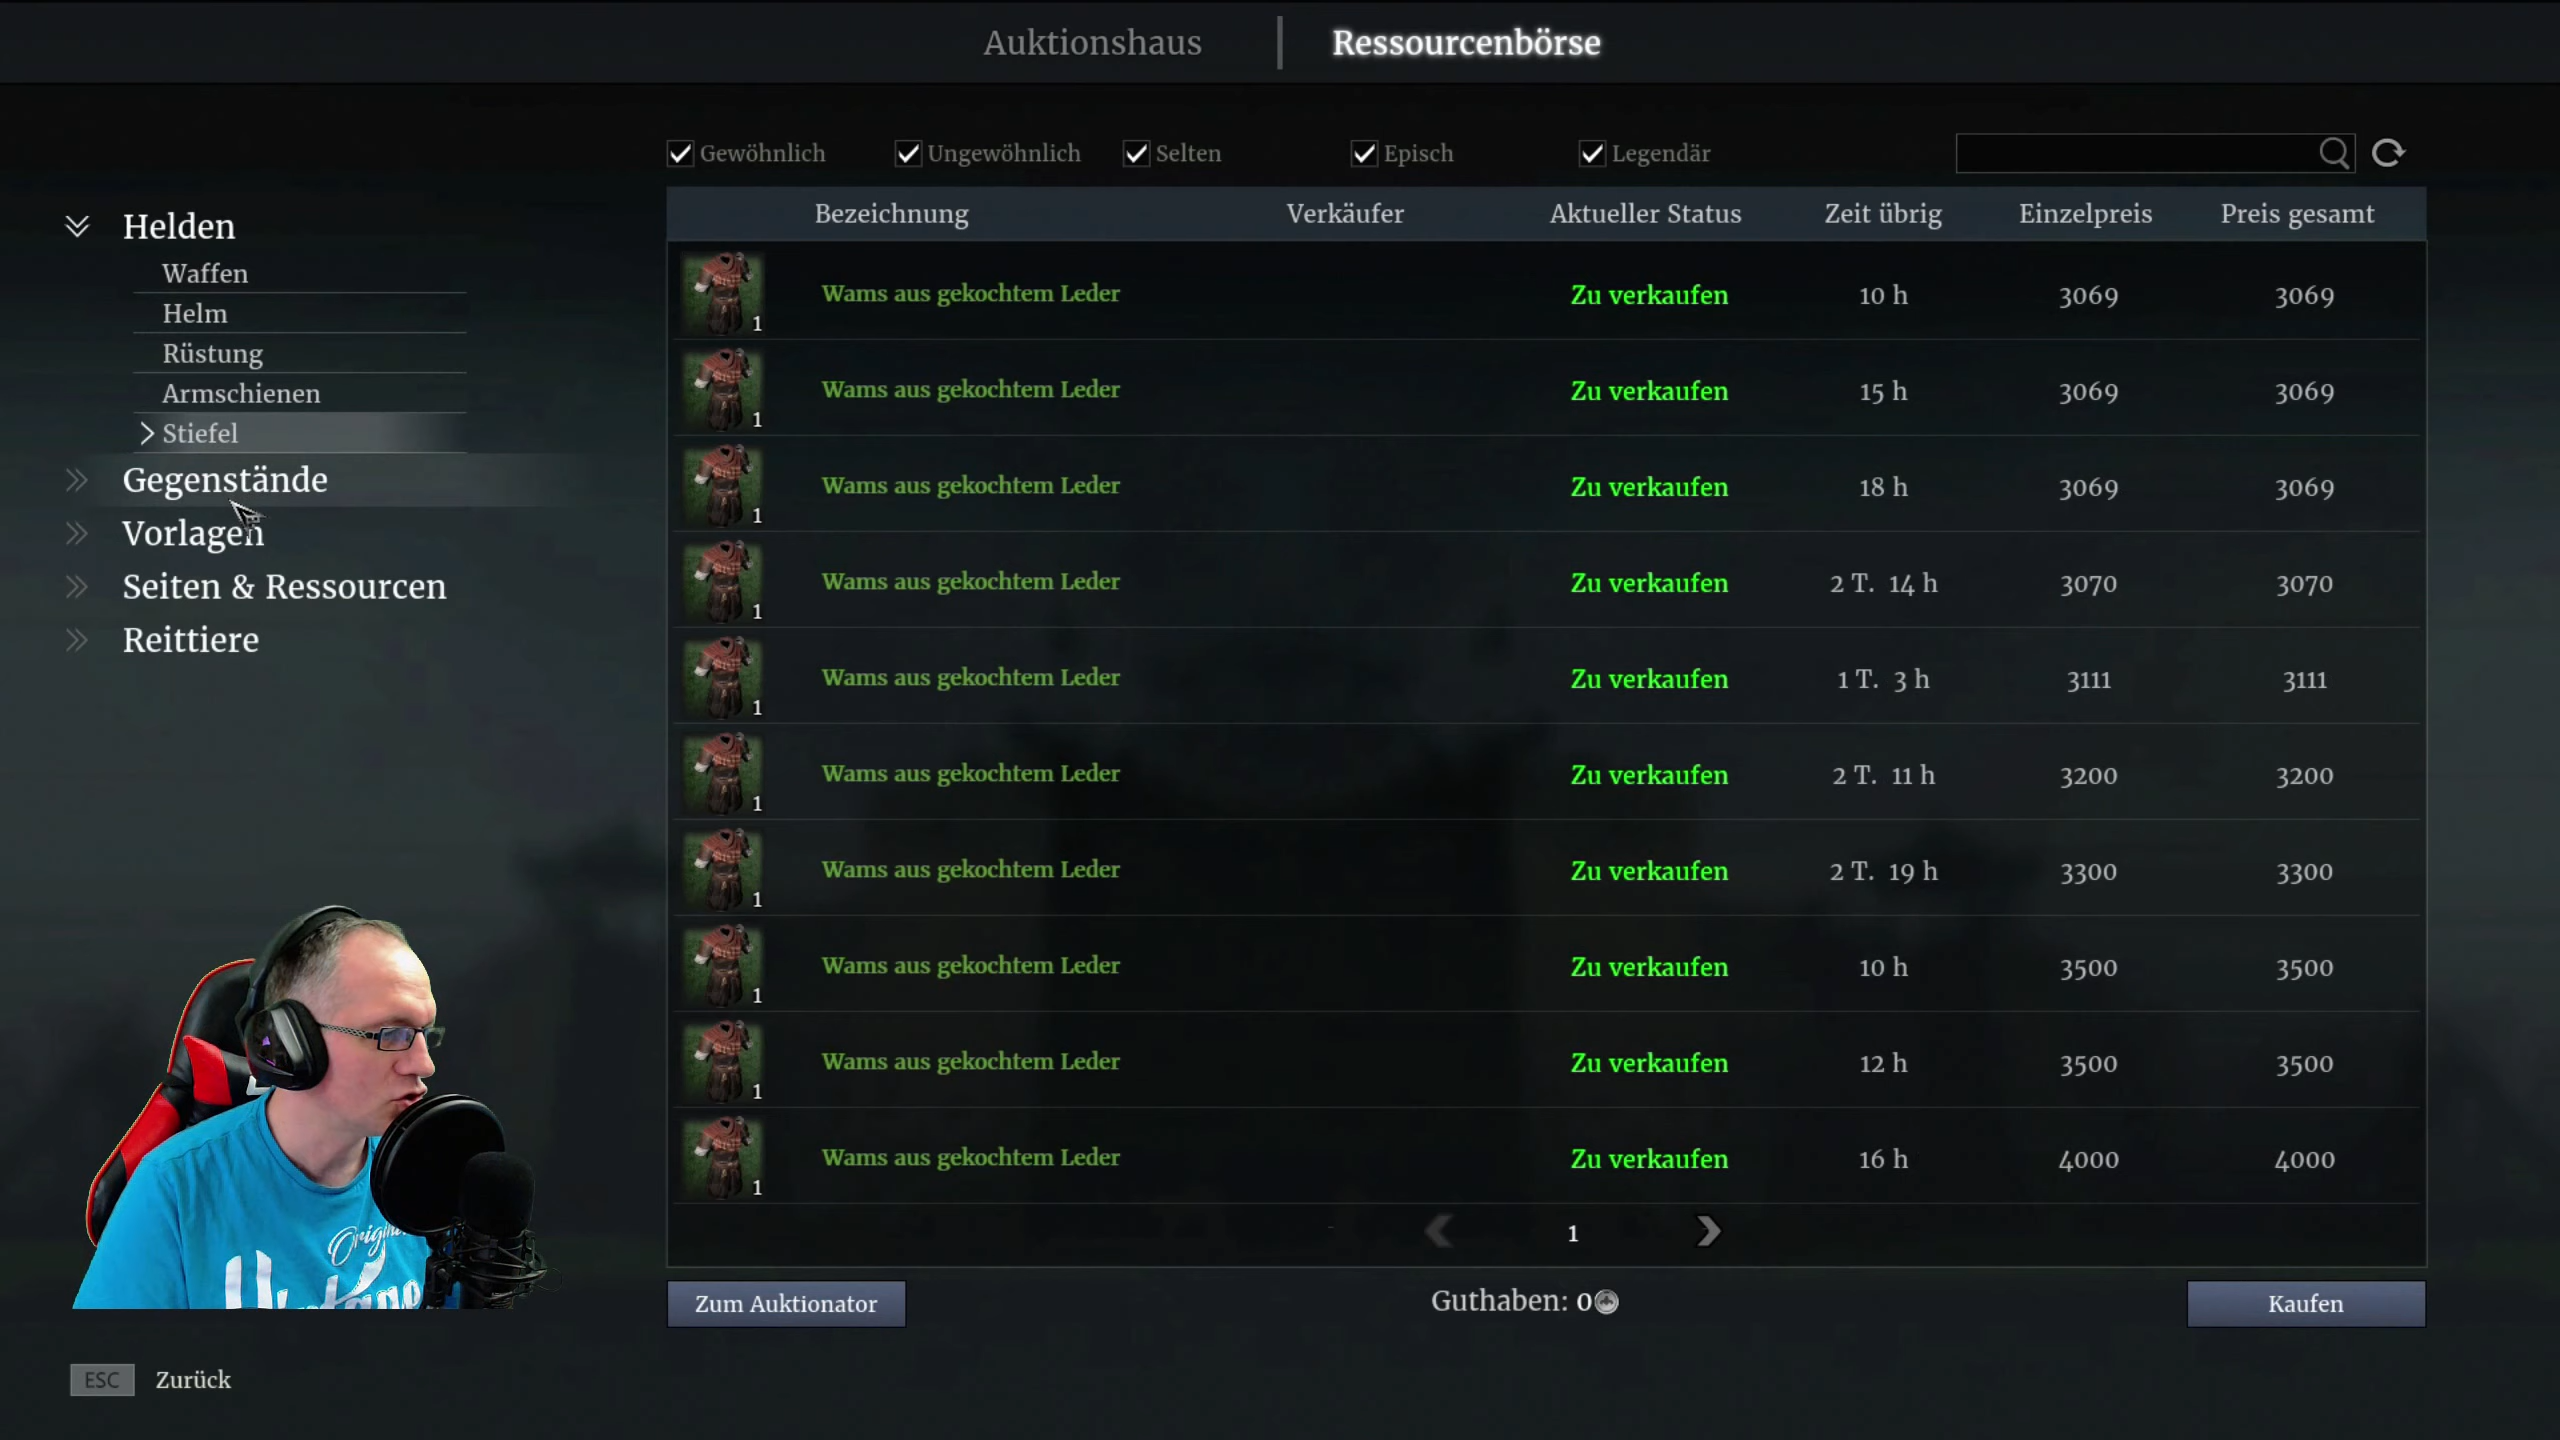 Auktionshaus | Ressourcenbörse
Gewöhnlich Ungewöhnlich Selten Episch Legendär
Bezeichnung Verkäufer Aktueller Status Zeit übrig Einzelpreis Preis gesamt
Helden
Waffen
Helm
Rüstung
Armschienen
Stiefel
Gegenstände
Vorlagen
Seiten & Ressourcen
Reittiere
1 Wams aus gekochtem Leder Zu verkaufen 10 h 3069 3069
1 Wams aus gekochtem Leder Zu verkaufen 15 h 3069 3069
1 Wams aus gekochtem Leder Zu verkaufen 18 h 3069 3069
1 Wams aus gekochtem Leder Zu verkaufen 2 T. 14 h 3070 3070
1 Wams aus gekochtem Leder Zu verkaufen 1 T. 3 h 3111 3111
1 Wams aus gekochtem Leder Zu verkaufen 2 T. 11 h 3200 3200
1 Wams aus gekochtem Leder Zu verkaufen 2 T. 19 h 3300 3300
1 Wams aus gekochtem Leder Zu verkaufen 10 h 3500 3500
1 Wams aus gekochtem Leder Zu verkaufen 12 h 3500 3500
1 Wams aus gekochtem Leder Zu verkaufen 16 h 4000 4000
1
Zum Auktionator Guthaben: 0 Kaufen
ESC Zurück